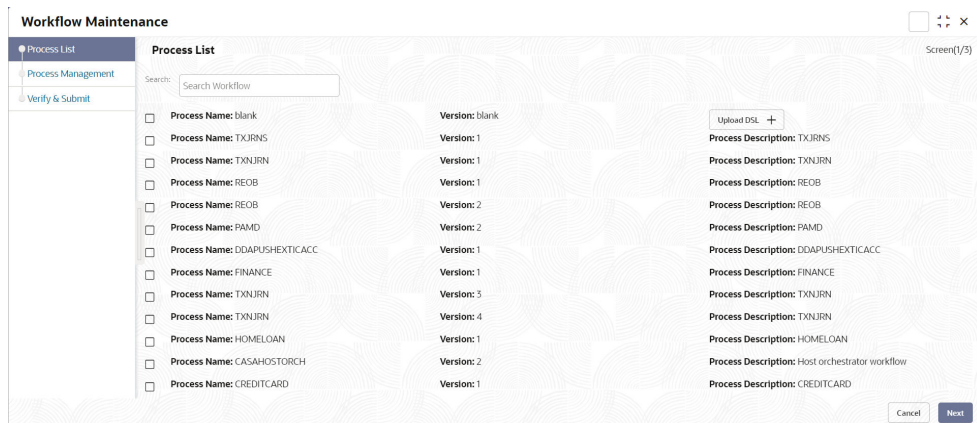 Workflow Maintenance
Process List
Process Management
Verify & Submit
Process List
Screen(1/3)
Search: Search Workflow
Process Name: blank Version: blank Upload DSL +
Process Name: TXJRNS Version: 1 Process Description: TXJRNS
Process Name: TXNJRN Version: 1 Process Description: TXNJRN
Process Name: REOB Version: 1 Process Description: REOB
Process Name: REOB Version: 2 Process Description: REOB
Process Name: PAMD Version: 2 Process Description: PAMD
Process Name: DDAPUSHEXTICACC Version: 1 Process Description: DDAPUSHEXTICACC
Process Name: FINANCE Version: 1 Process Description: FINANCE
Process Name: TXNJRN Version: 3 Process Description: TXNJRN
Process Name: TXNJRN Version: 4 Process Description: TXNJRN
Process Name: HOMELOAN Version: 1 Process Description: HOMELOAN
Process Name: CASAHOSTORCH Version: 2 Process Description: Host orchestrator workflow
Process Name: CREDITCARD Version: 1 Process Description: CREDITCARD
Cancel Next